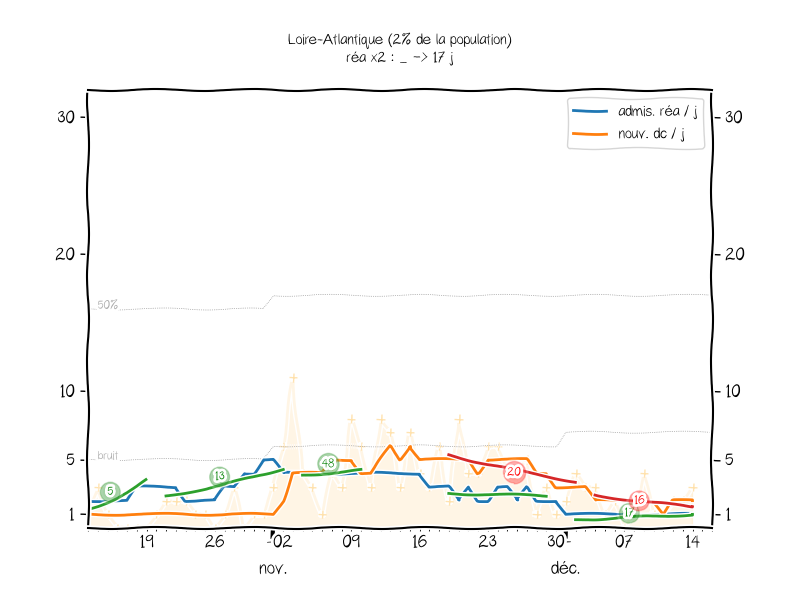 Loire-Atlantique (2% de la population)
réa x2 : _ -> 17 j
admis. réa / j
nouv. dc / j
30 30
20 20
10 10
5 5
1 1
50%
bruit
5 13 48 20 16 17
19 26 02 09 16 23 30 07 14
nov. déc.